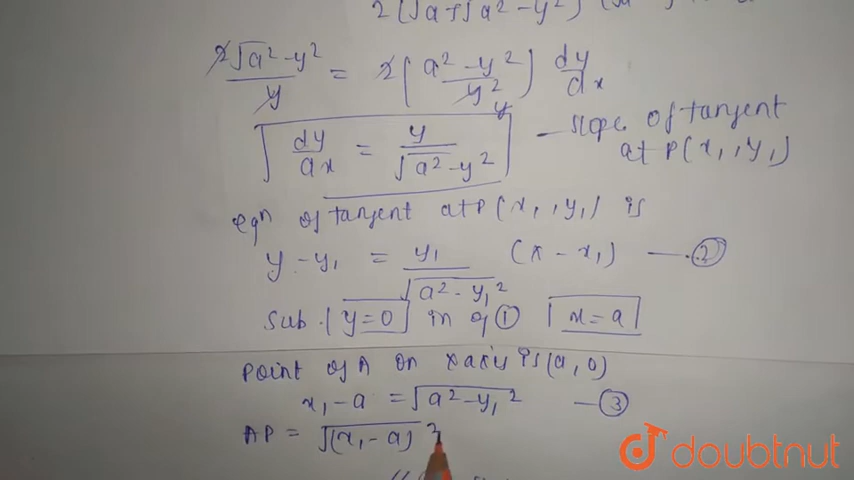 2√a²-y² / y = 2(a²-y² / y²) dy/dx
dy/dx = y / √a²-y² — slope of tangent at P(x₁, y₁)
eqⁿ of tangent at P(x₁, y₁) is
y - y₁ = y₁ / √a²-y₁² (x - x₁) — ②
Sub. y=0 in of ① x=a
point of A on x axis is (a, 0)
x₁-a = √a²-y₁² — ③
AP = √(x₁-a)²
doubtnut